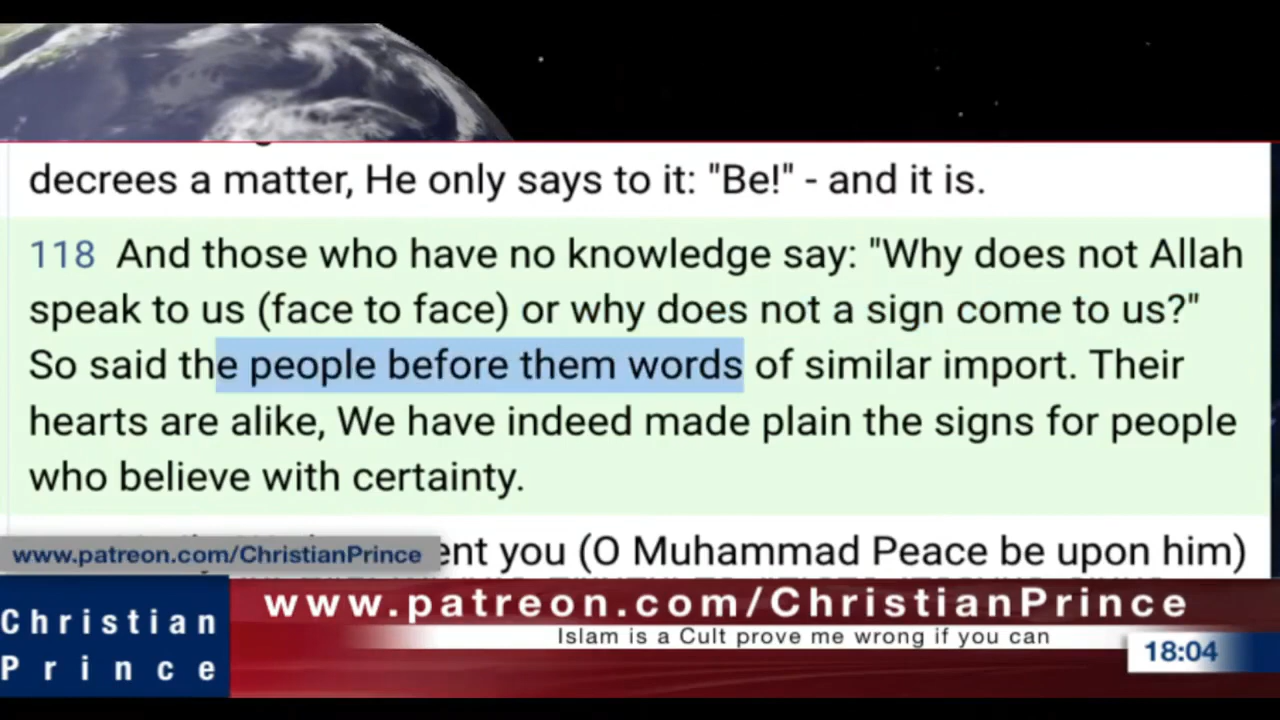 decrees a matter, He only says to it: "Be!" - and it is.
118 And those who have no knowledge say: "Why does not Allah
speak to us (face to face) or why does not a sign come to us?"
So said the people before them words of similar import. Their
hearts are alike, We have indeed made plain the signs for people
who believe with certainty.
ent you (O Muhammad Peace be upon him)
www.patreon.com/ChristianPrince
www.patreon.com/ChristianPrince
Islam is a Cult prove me wrong if you can
Christian
Prince
18:04